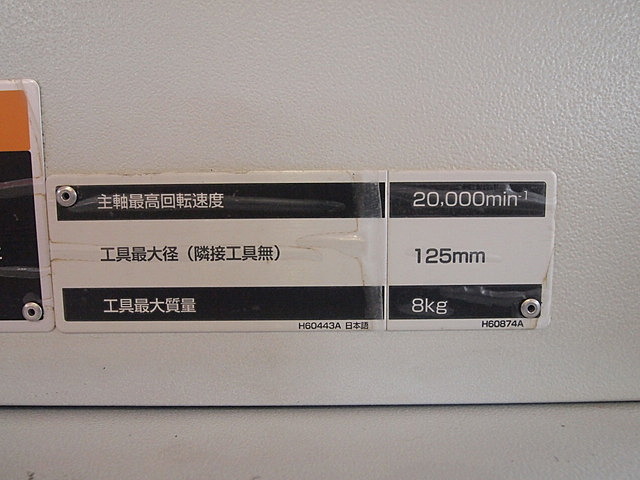 主軸最高回転速度 20,000min⁻¹
工具最大径（隣接工具無） 125mm
工具最大質量 8kg
H60443A 日本語 H60874A